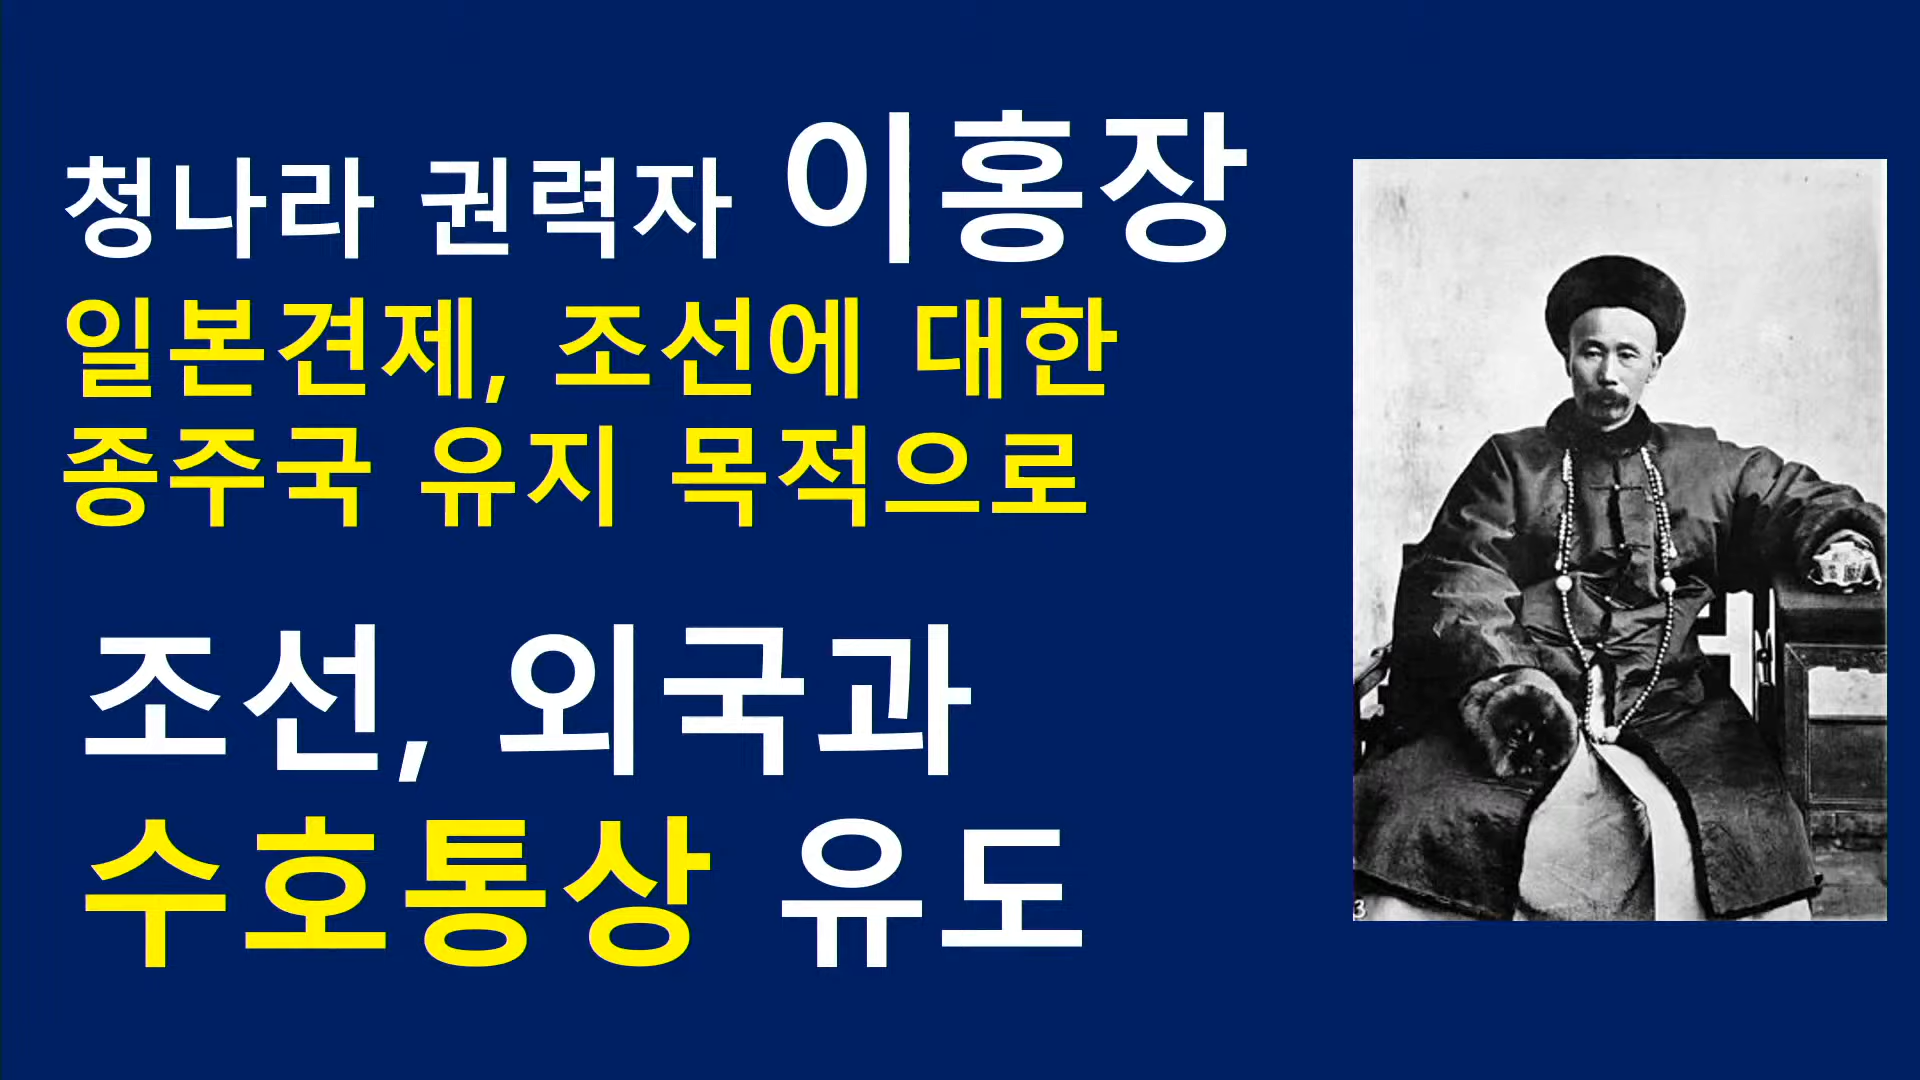 청나라 권력자 이홍장
일본견제, 조선에 대한
종주국 유지 목적으로
조선, 외국과
수호통상 유도
3